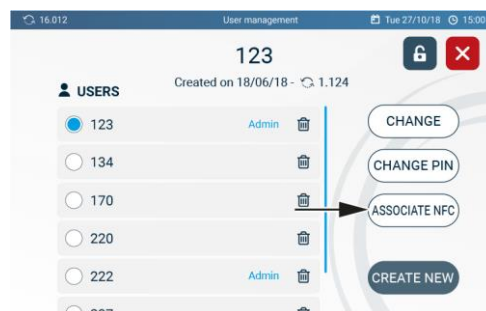 16.012 User management Tue 27/10/18 15:00
123
Created on 18/06/18 - 1.124
USERS
123 Admin
CHANGE
134
CHANGE PIN
170
ASSOCIATE NFC
220
222 Admin
CREATE NEW